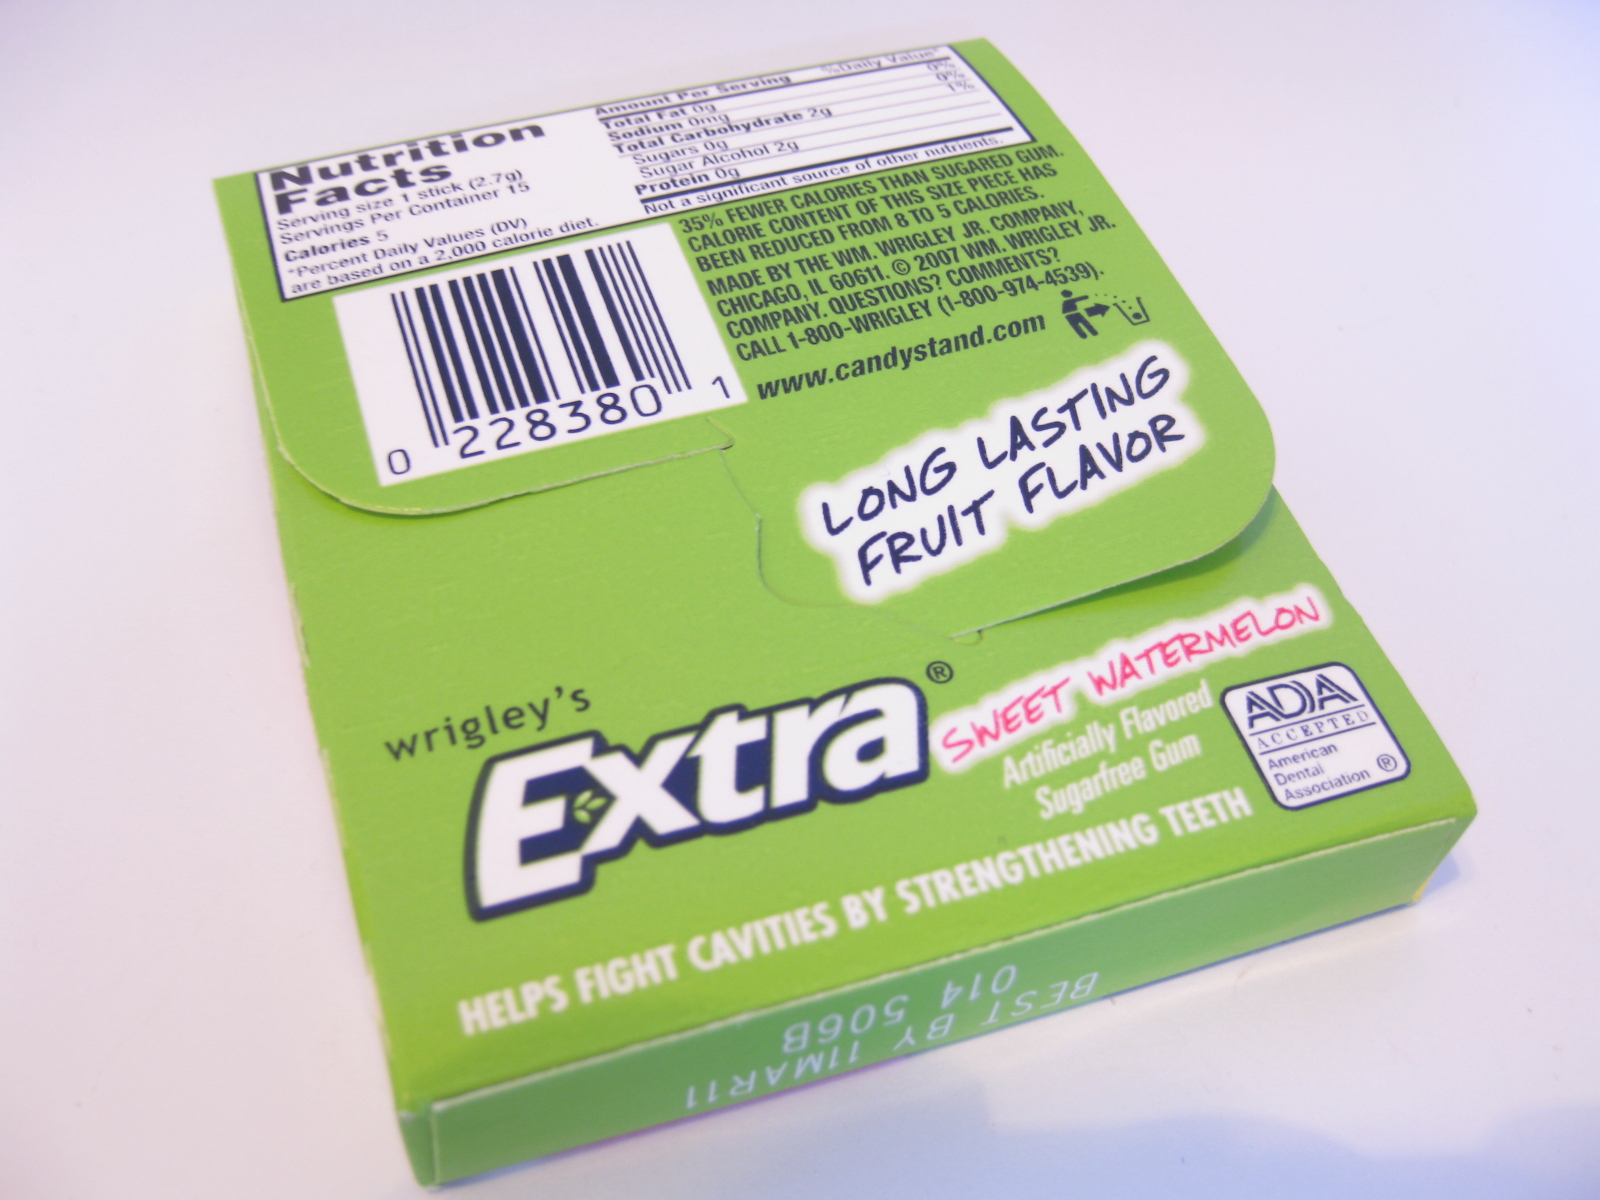 Nutrition
Facts
Serving size 1 stick (2.7g)
Servings Per Container 15
Calories 5
*Percent Daily Values (DV)
are based on a 2,000 calorie diet.
Amount Per Serving %Daily Value*
Total Fat 0g 0%
Sodium 0mg 0%
Total Carbohydrate 2g 1%
Sugars 0g
Sugar Alcohol 2g
Protein 0g
Not a significant source of other nutrients.
35% FEWER CALORIES THAN SUGARED GUM.
CALORIE CONTENT OF THIS SIZE PIECE HAS
BEEN REDUCED FROM 8 TO 5 CALORIES.
MADE BY THE WM. WRIGLEY JR. COMPANY,
CHICAGO, IL 60611. © 2007 WM. WRIGLEY JR.
COMPANY. QUESTIONS? COMMENTS?
CALL 1-800-WRIGLEY (1-800-974-4539).
www.candystand.com
0 228380 1
LONG LASTING
FRUIT FLAVOR
wrigley's
Extra®
SWEET WATERMELON
Artificially Flavored
Sugarfree Gum
ADA
ACCEPTED
American
Dental
Association ®
HELPS FIGHT CAVITIES BY STRENGTHENING TEETH
BEST BY 11MAR11
014 506B